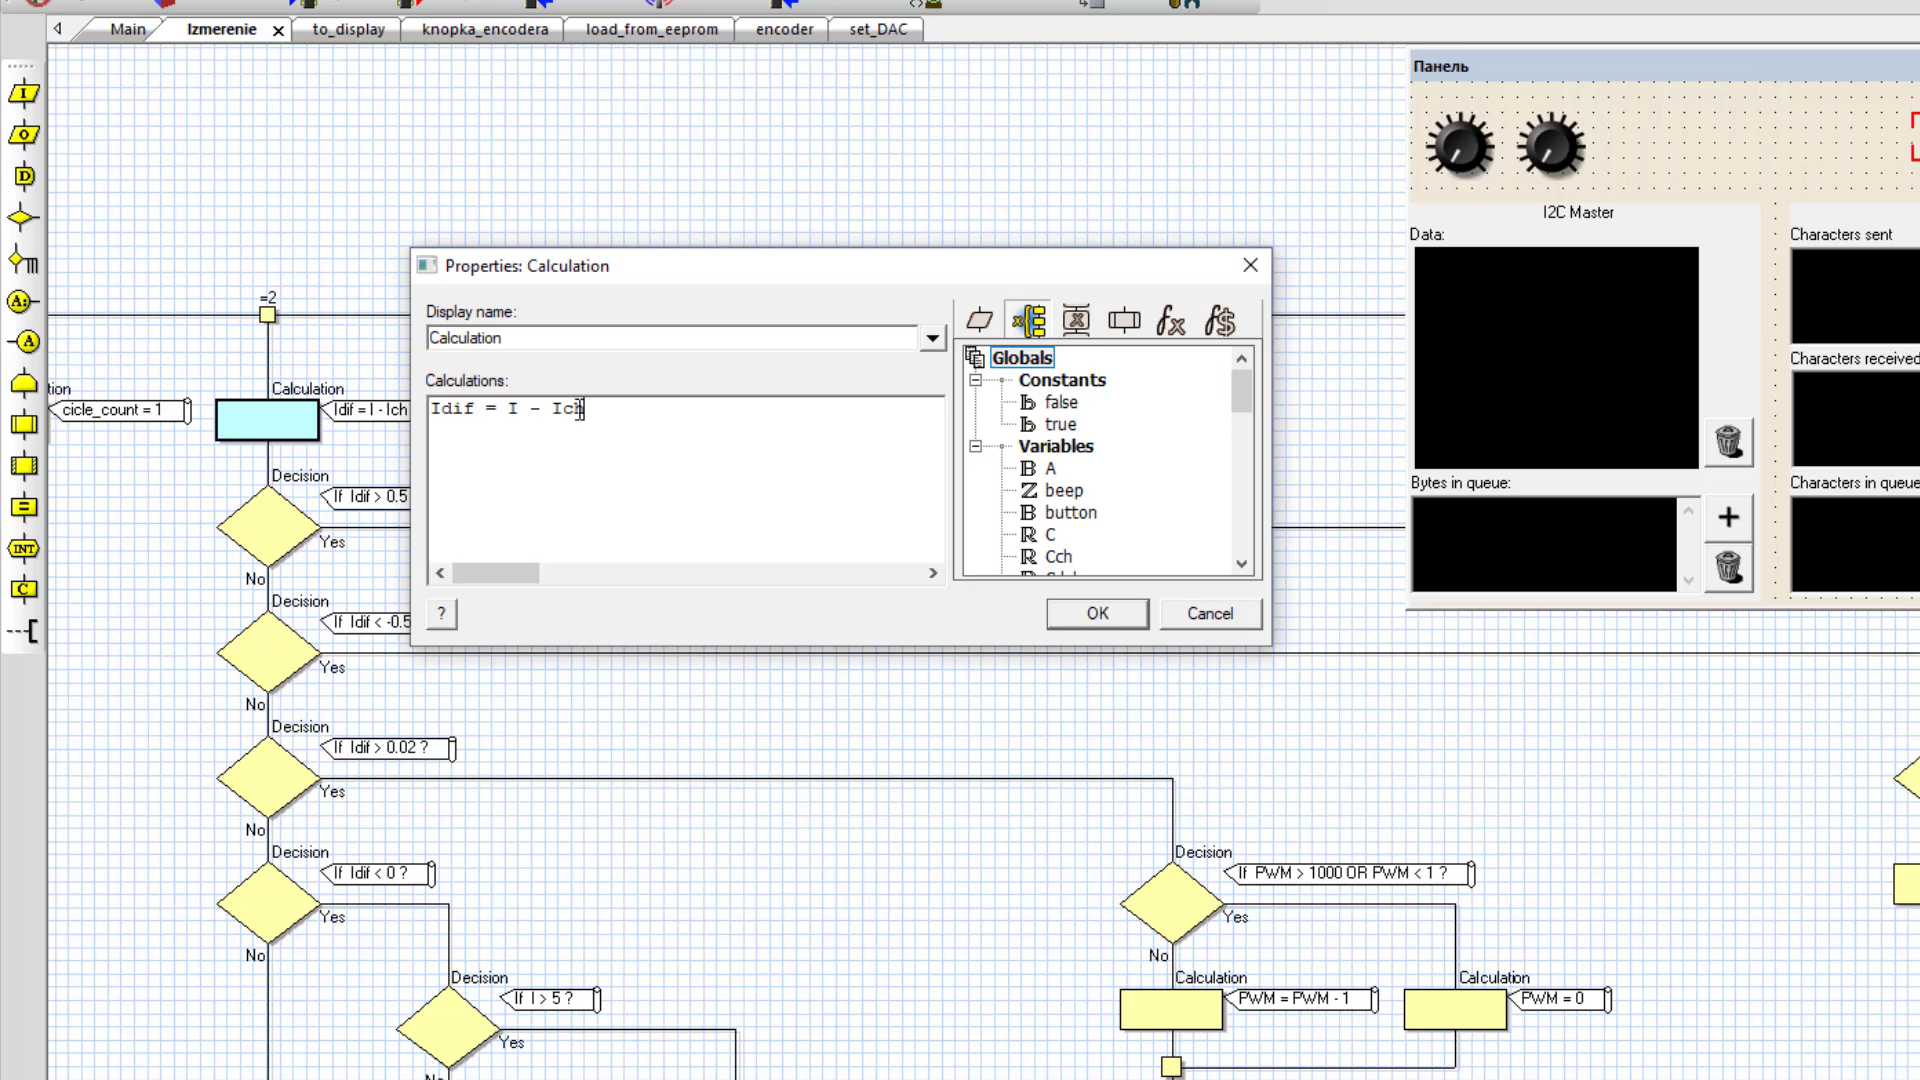 Main
Izmerenie
to_display
knopka_encodera
load_from_eeprom
encoder
set_DAC
Панель
I2C Master
Data:
Characters sent
Characters received
Bytes in queue:
Characters in queue
Properties: Calculation
Display name:
Calculation
Calculations:
Idif = I - Ich
Globals
Constants
false
true
Variables
A
beep
button
C
Cch
?
OK
Cancel
=2
tion
cicle_count = 1
Calculation
Idif = I - Ich
Decision
If Idif > 0.5
Yes
No
Decision
If Idif < -0.5
Yes
No
Decision
If Idif > 0.02 ?
Yes
No
Decision
If Idif < 0 ?
Yes
No
Decision
If I > 5 ?
Yes
No
Decision
If PWM > 1000 OR PWM < 1 ?
Yes
No
Calculation
PWM = PWM - 1
Calculation
PWM = 0
I
O
D
A:
A
INT
C